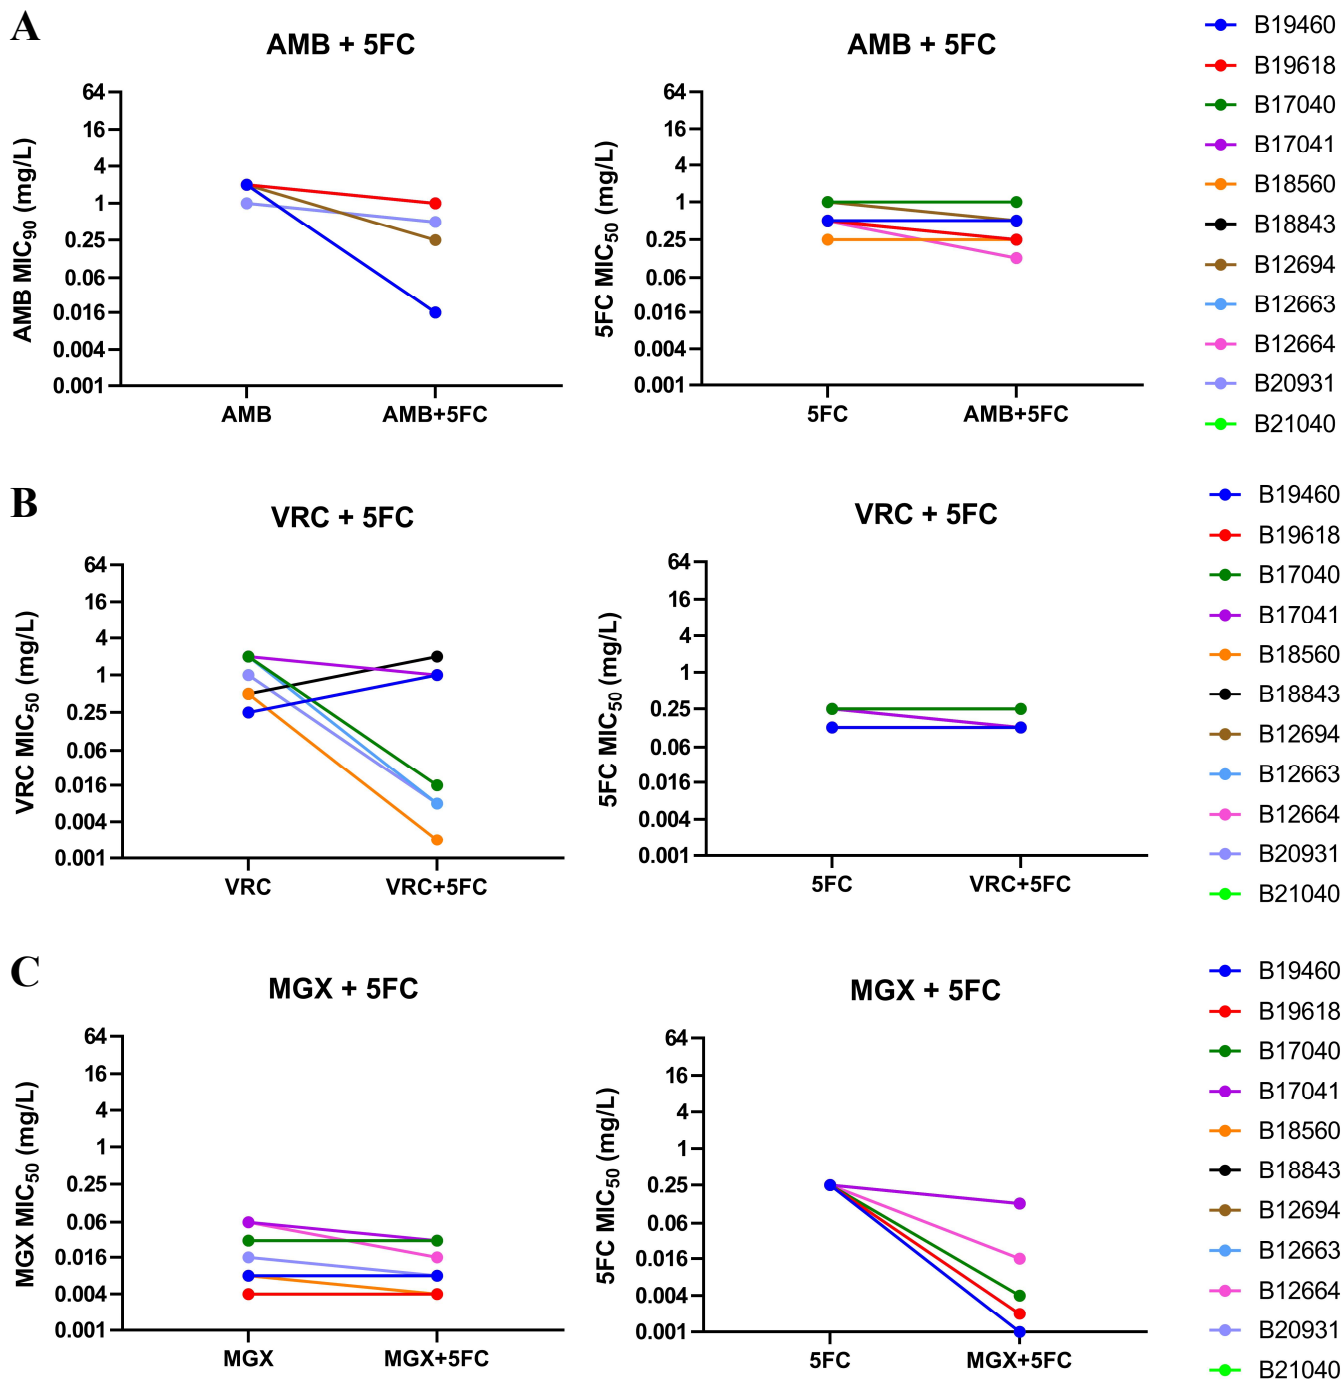 A
AMB + 5FC
AMB MIC90 (mg/L)
64
16
4
1
0.25
0.06
0.016
0.004
0.001
AMB
AMB+5FC
AMB + 5FC
5FC MIC50 (mg/L)
64
16
4
1
0.25
0.06
0.016
0.004
0.001
5FC
AMB+5FC
B19460
B19618
B17040
B17041
B18560
B18843
B12694
B12663
B12664
B20931
B21040
B
VRC + 5FC
VRC MIC50 (mg/L)
64
16
4
1
0.25
0.06
0.016
0.004
0.001
VRC
VRC+5FC
VRC + 5FC
5FC MIC50 (mg/L)
64
16
4
1
0.25
0.06
0.016
0.004
0.001
5FC
VRC+5FC
B19460
B19618
B17040
B17041
B18560
B18843
B12694
B12663
B12664
B20931
B21040
C
MGX + 5FC
MGX MIC50 (mg/L)
64
16
4
1
0.25
0.06
0.016
0.004
0.001
MGX
MGX+5FC
MGX + 5FC
5FC MIC50 (mg/L)
64
16
4
1
0.25
0.06
0.016
0.004
0.001
5FC
MGX+5FC
B19460
B19618
B17040
B17041
B18560
B18843
B12694
B12663
B12664
B20931
B21040